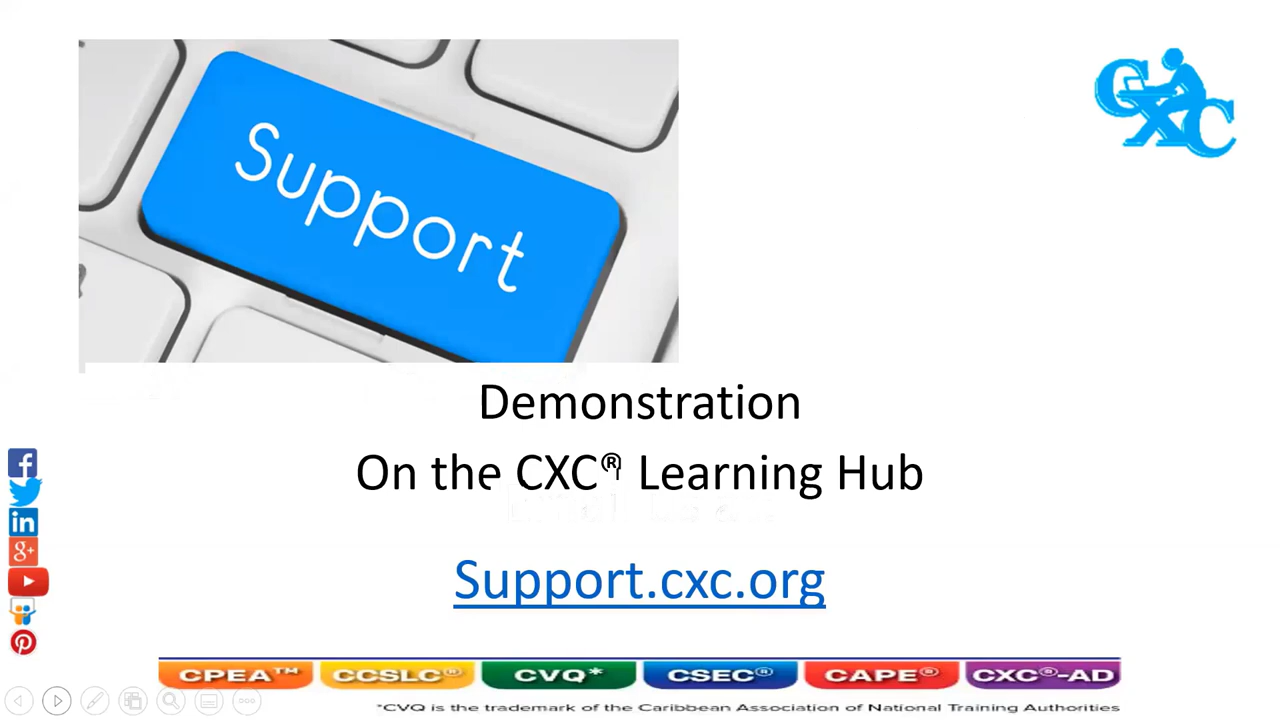 Support
CXC
Demonstration
On the CXC® Learning Hub
Support.cxc.org
CPEA™ CCSLC® CVQ* CSEC® CAPE® CXC®-AD
*CVQ is the trademark of the Caribbean Association of National Training Authorities